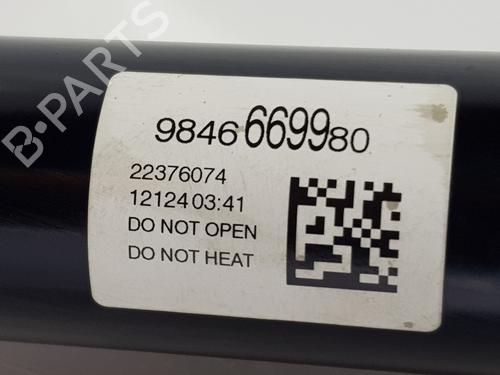 B-PARTS
9846669980
22376074
12124 03:41
DO NOT OPEN
DO NOT HEAT